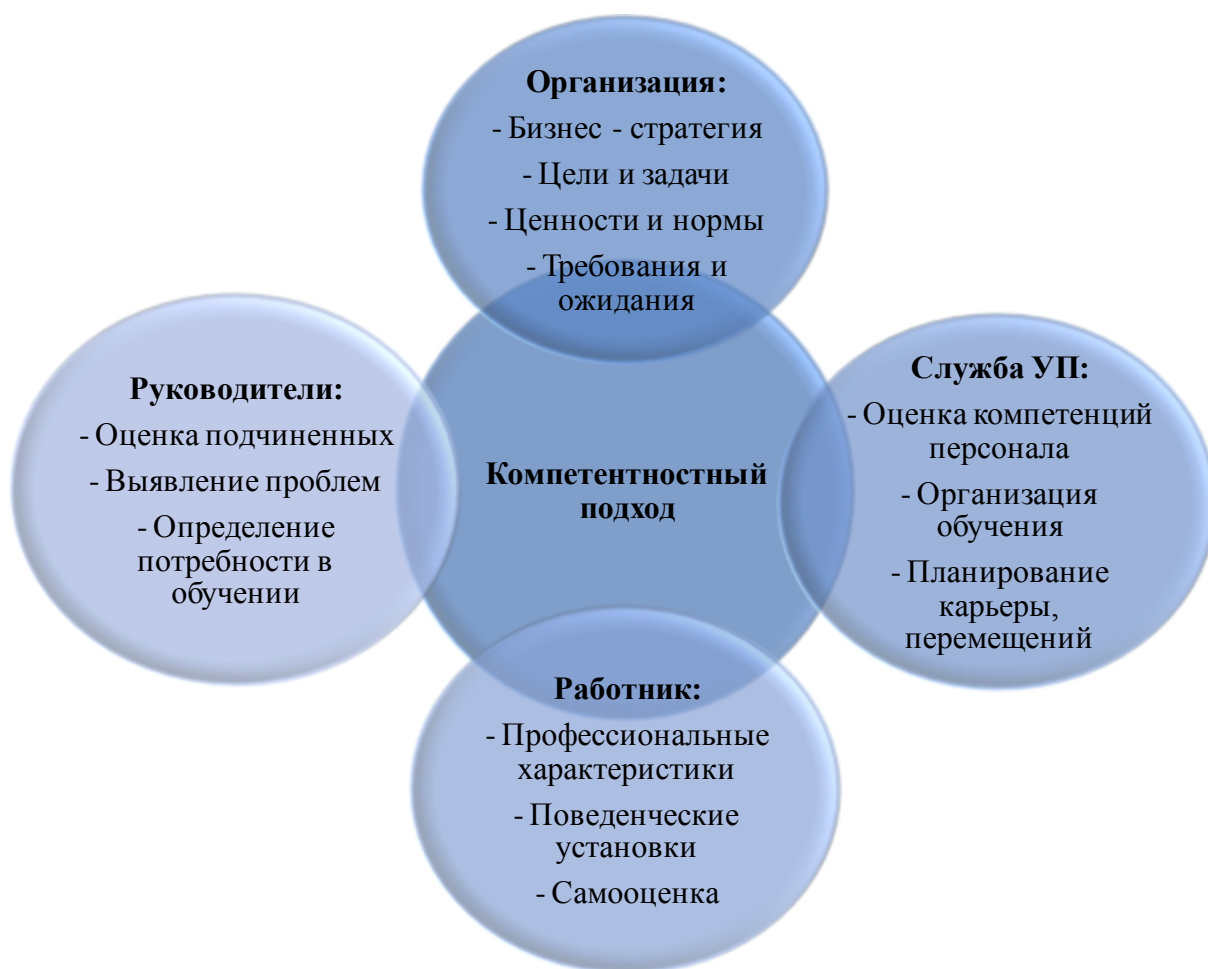 Организация:
- Бизнес - стратегия
- Цели и задачи
- Ценности и нормы
- Требования и
ожидания
Руководители:
- Оценка подчиненных
- Выявление проблем
- Определение
потребности в
обучении
Компетентностный
подход
Служба УП:
- Оценка компетенций
персонала
- Организация
обучения
- Планирование
карьеры,
перемещений
Работник:
- Профессиональные
характеристики
- Поведенческие
установки
- Самооценка